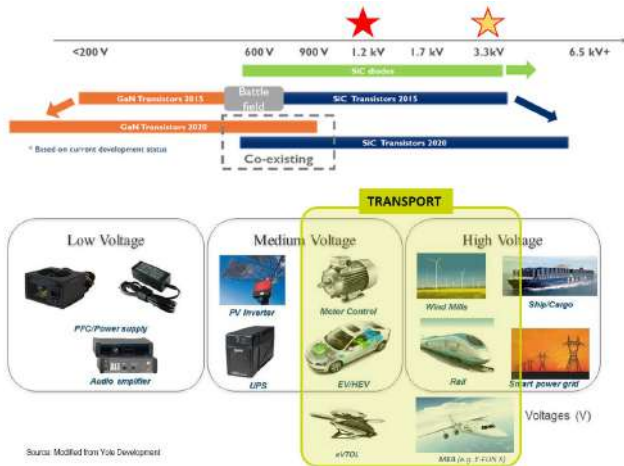 <200 V
600 V
900 V
1.2 kV
1.7 kV
3.3kV
6.5 kV+
SiC diodes
GaN Transistors 2015
Battle field
SiC Transistors 2015
GaN Transistors 2020
SiC Transistors 2020
* Based on current development status
Co-existing
TRANSPORT
Low Voltage
Medium Voltage
High Voltage
PV Inverter
Motor Control
Wind Mills
Ship/Cargo
PFC/Power supply
Audio amplifier
UPS
EV/HEV
Rail
Smart power grid
Voltages (V)
eVTOL
MEA (e.g.
Source: Modified from Yole Development